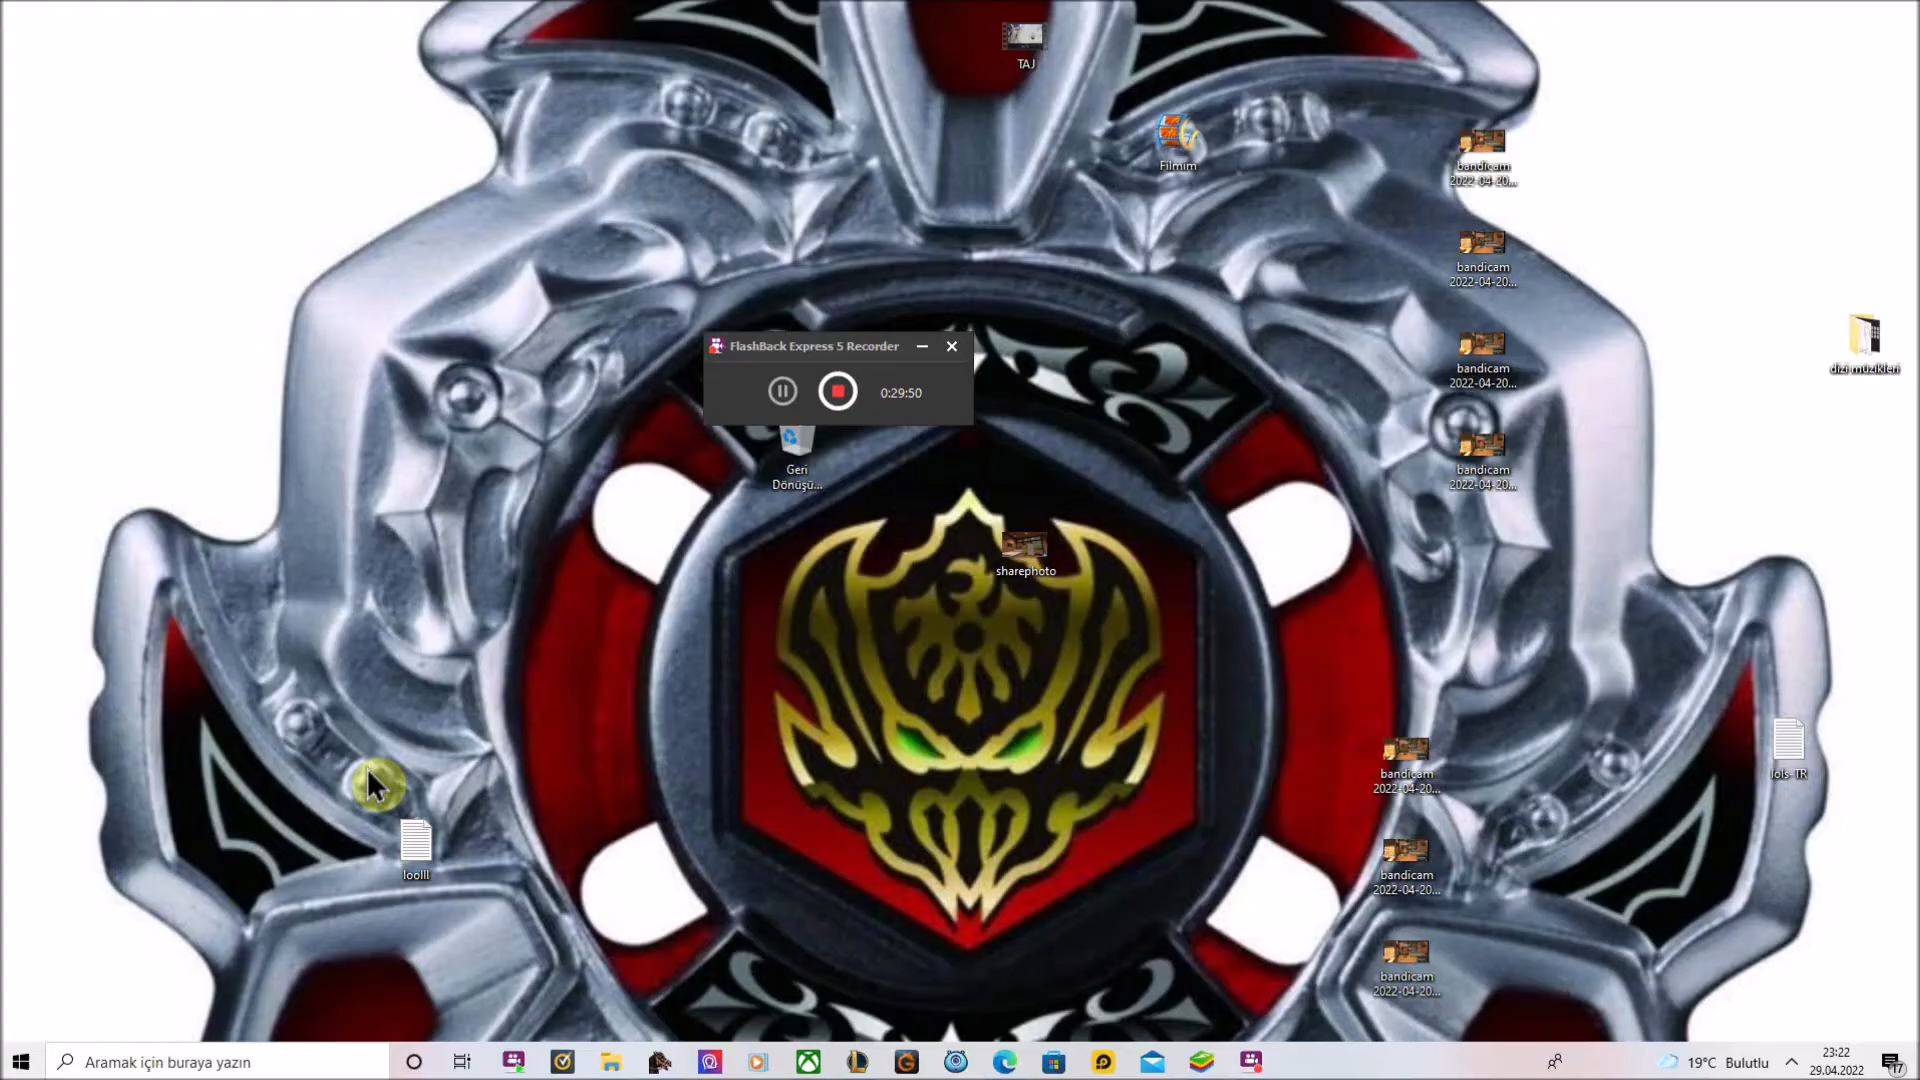 TAJ
Filmim
bandicam
2022-04-20...
bandicam
2022-04-20...
bandicam
2022-04-20...
bandicam
2022-04-20...
dizi müzikleri
FlashBack Express 5 Recorder
0:29:50
Geri
Dönüşü...
sharephoto
bandicam
2022-04-20...
lols-TR
loolll
bandicam
2022-04-20...
bandicam
2022-04-20...
Aramak için buraya yazın
19°C Bulutlu
23:22
29.04.2022
17